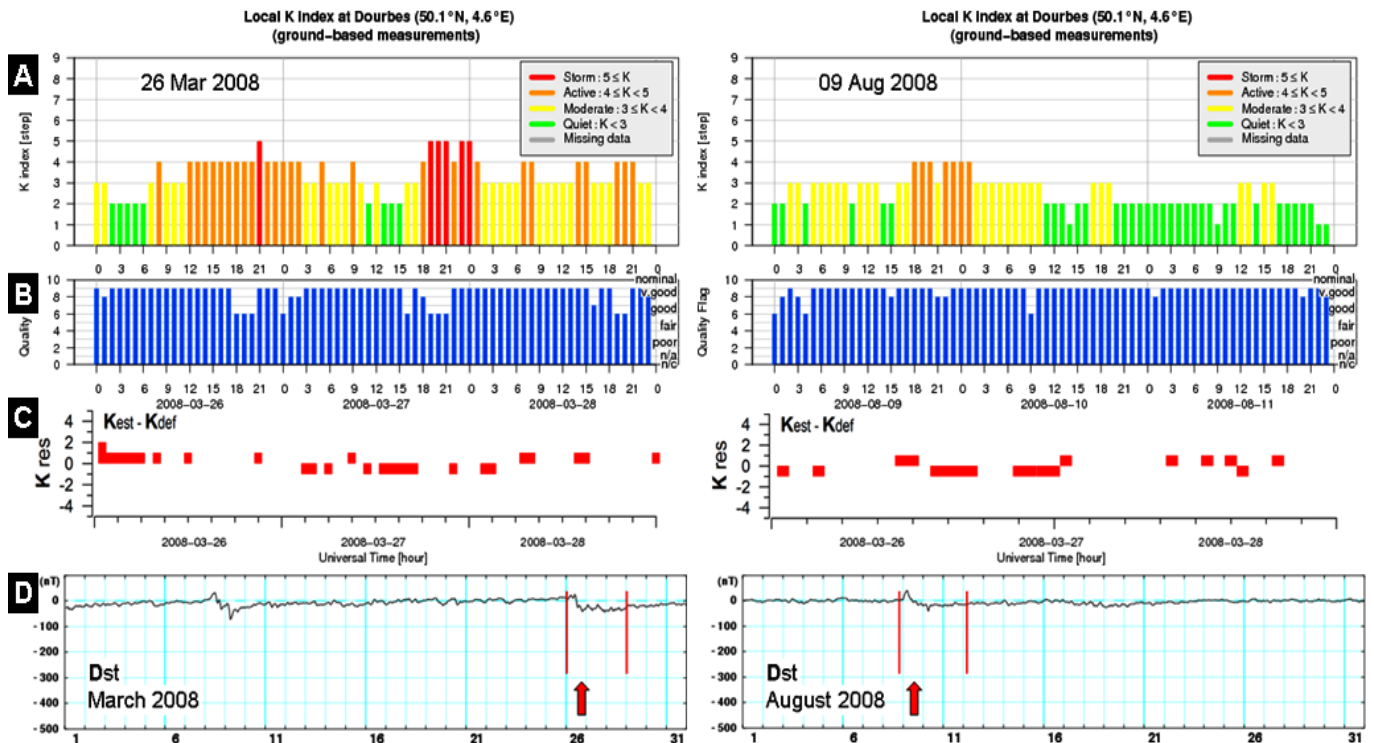 Local K Index at Dourbes (50.1°N, 4.6°E)
(ground-based measurements)
A
26 Mar 2008
Storm : 5 ≤ K
Active : 4 ≤ K < 5
Moderate : 3 ≤ K < 4
Quiet : K < 3
Missing data
K index [step]
9
8
7
6
5
4
3
2
1
0
0 3 6 9 12 15 18 21 0 3 6 9 12 15 18 21 0 3 6 9 12 15 18 21 0
Local K Index at Dourbes (50.1°N, 4.6°E)
(ground-based measurements)
09 Aug 2008
Storm : 5 ≤ K
Active : 4 ≤ K < 5
Moderate : 3 ≤ K < 4
Quiet : K < 3
Missing data
K index [step]
9
8
7
6
5
4
3
2
1
0
0 3 6 9 12 15 18 21 0 3 6 9 12 15 18 21 0 3 6 9 12 15 18 21 0
B
Quality Flag
10
8
6
4
2
0
nominal
v.good
good
fair
poor
n/a
n/c
0 3 6 9 12 15 18 21 0 3 6 9 12 15 18 21 0 3 6 9 12 15 18 21 0
2008-03-26 2008-03-27 2008-03-28
Quality Flag
10
8
6
4
2
0
nominal
v.good
good
fair
poor
n/a
n/c
0 3 6 9 12 15 18 21 0 3 6 9 12 15 18 21 0 3 6 9 12 15 18 21 0
2008-08-09 2008-08-10 2008-08-11
C
Kest - Kdef
K res
4
2
0
-2
-4
2008-03-26 2008-03-27 2008-03-28
Universal Time [hour]
Kest - Kdef
K res
4
2
0
-2
-4
2008-03-26 2008-03-27 2008-03-28
Universal Time [hour]
D
(nT)
0
-100
-200
-300
-400
-500
Dst
March 2008
1 6 11 16 21 26 31
(nT)
0
-100
-200
-300
-400
-500
Dst
August 2008
1 6 11 16 21 26 31